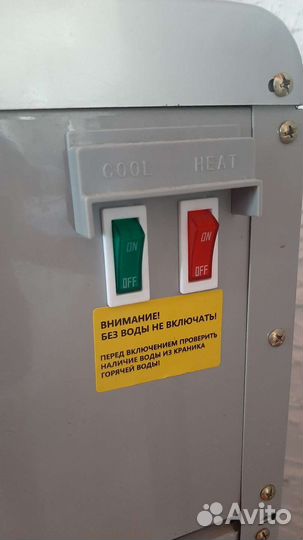 COOL HEAT
ON ON
OFF OFF
ВНИМАНИЕ!
БЕЗ ВОДЫ НЕ ВКЛЮЧАТЬ!
ПЕРЕД ВКЛЮЧЕНИЕМ ПРОВЕРИТЬ
НАЛИЧИЕ ВОДЫ ИЗ КРАНИКА
ГОРЯЧЕЙ ВОДЫ!
Avito